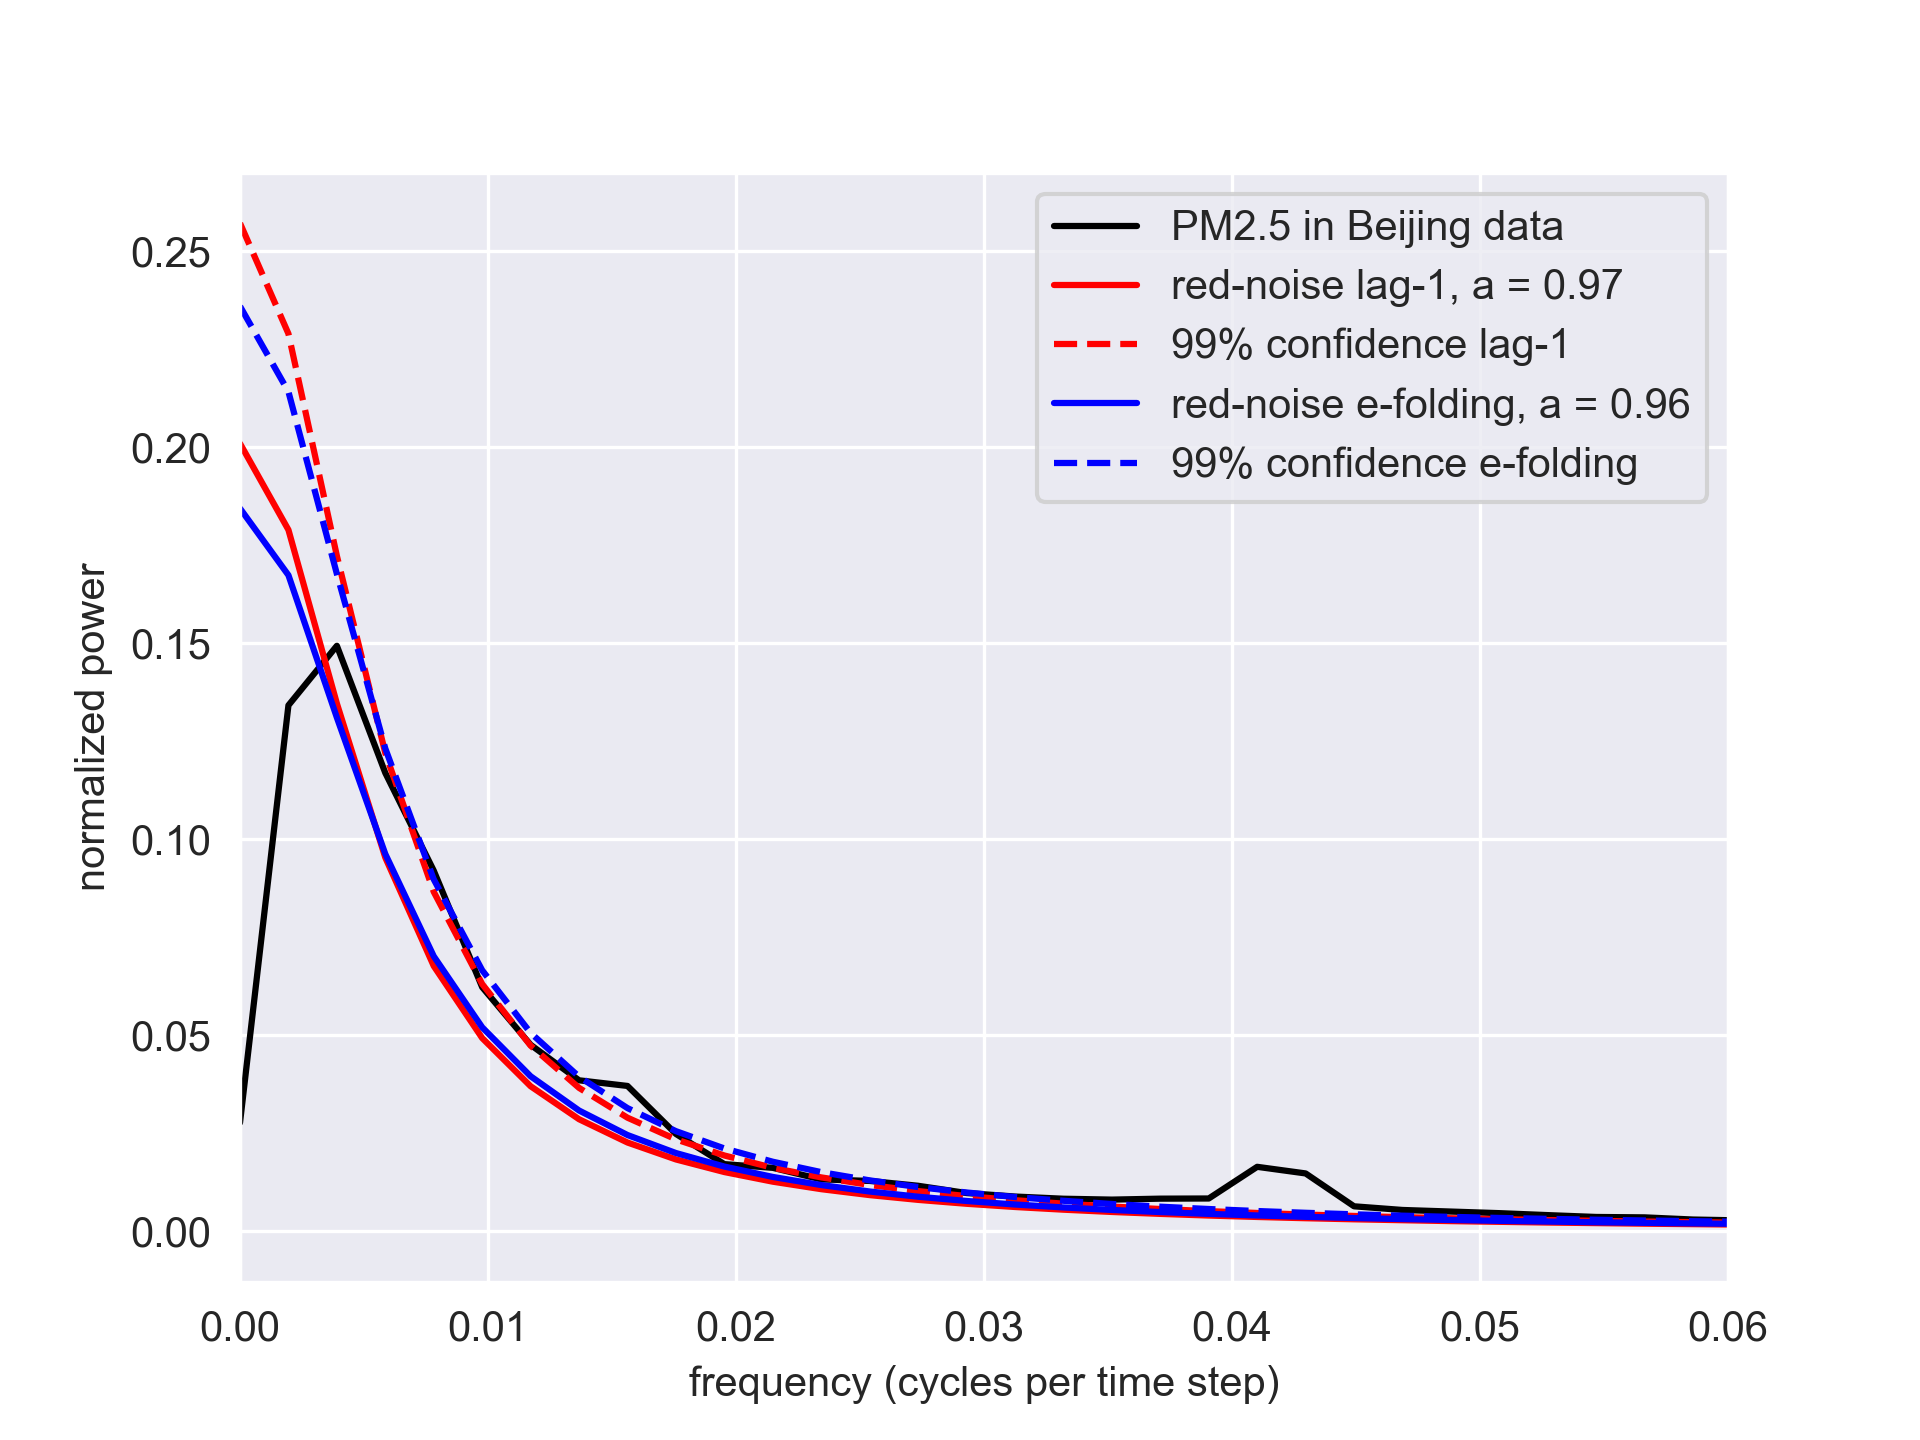 PM2.5 in Beijing data
red-noise lag-1, a = 0.97
99% confidence lag-1
red-noise e-folding, a = 0.96
99% confidence e-folding
normalized power
0.25
0.20
0.15
0.10
0.05
0.00
0.00 0.01 0.02 0.03 0.04 0.05 0.06
frequency (cycles per time step)